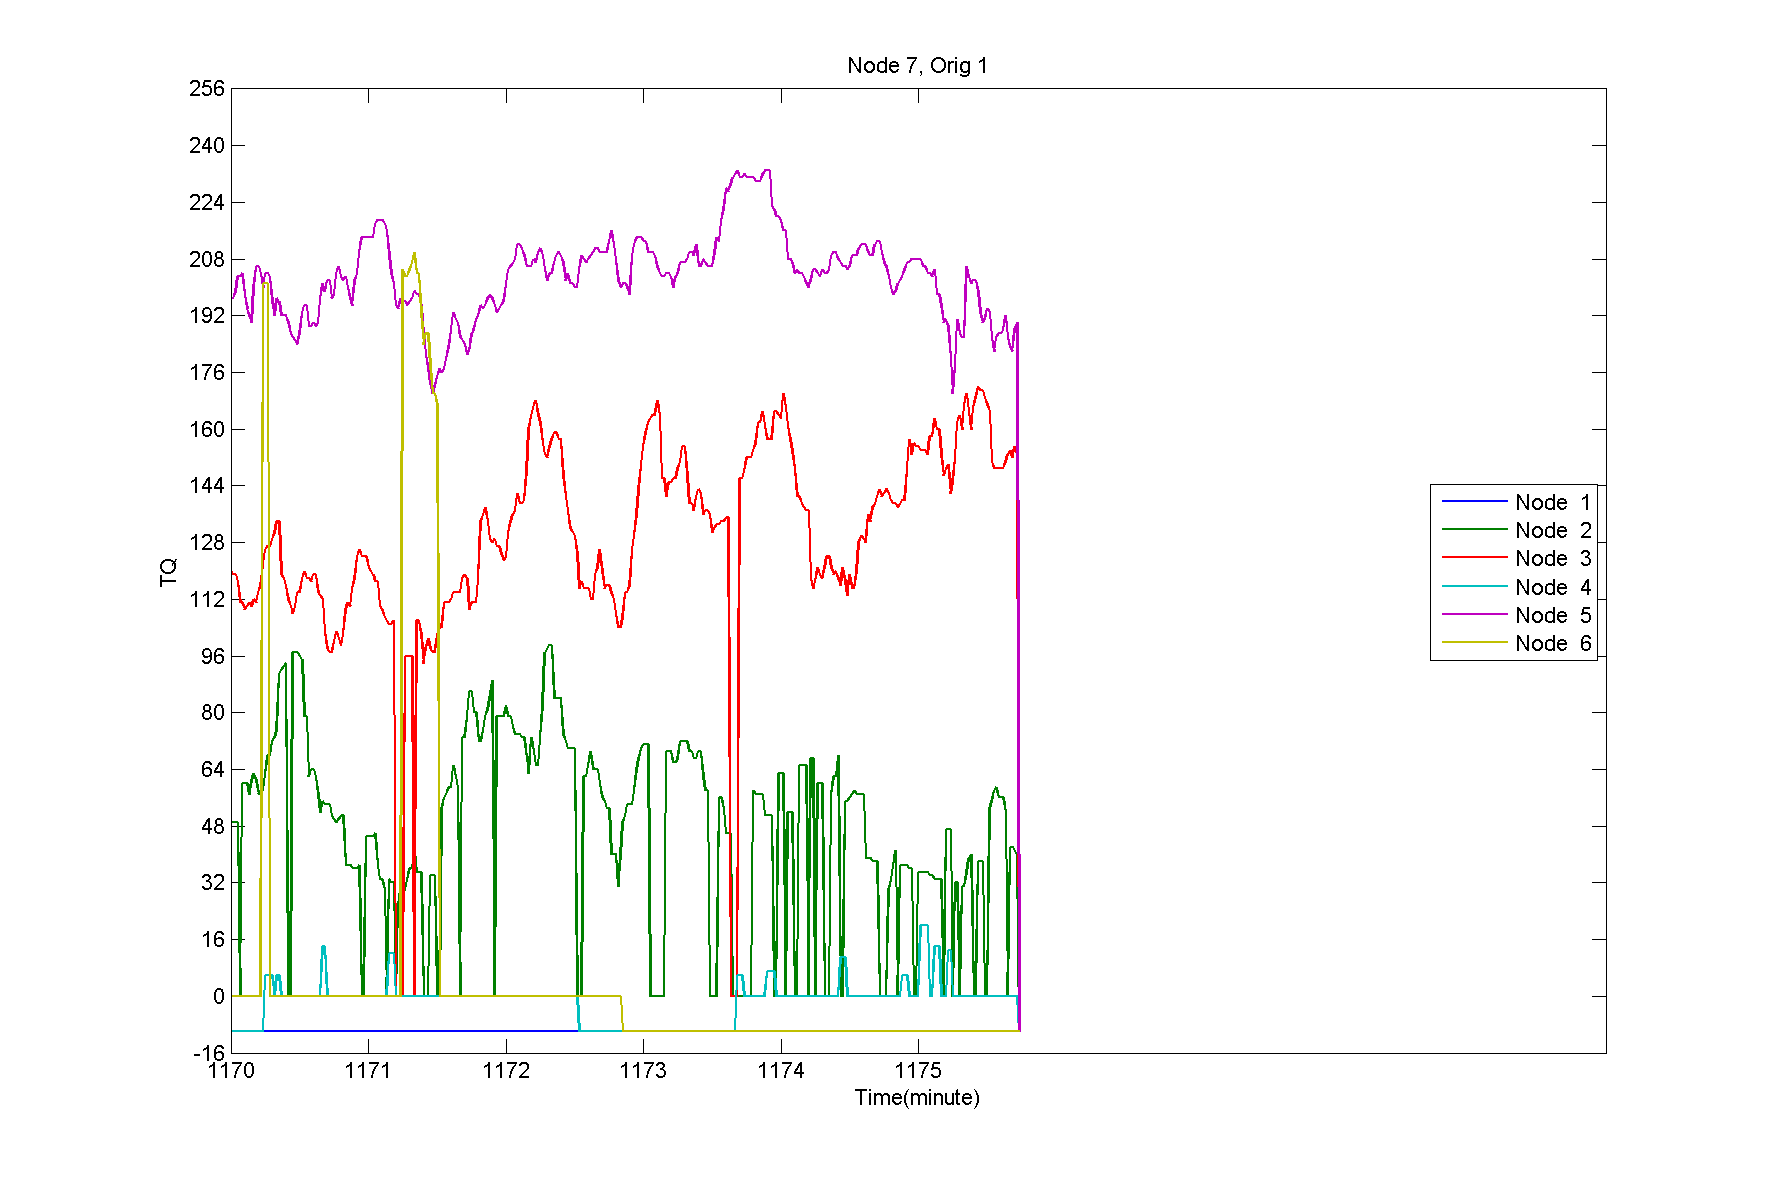 Node 7, Orig 1
256
240
224
208
192
176
160
144
128
112
96
80
64
48
32
16
0
-16
TQ
1170 1171 1172 1173 1174 1175
Time(minute)
Node 1
Node 2
Node 3
Node 4
Node 5
Node 6